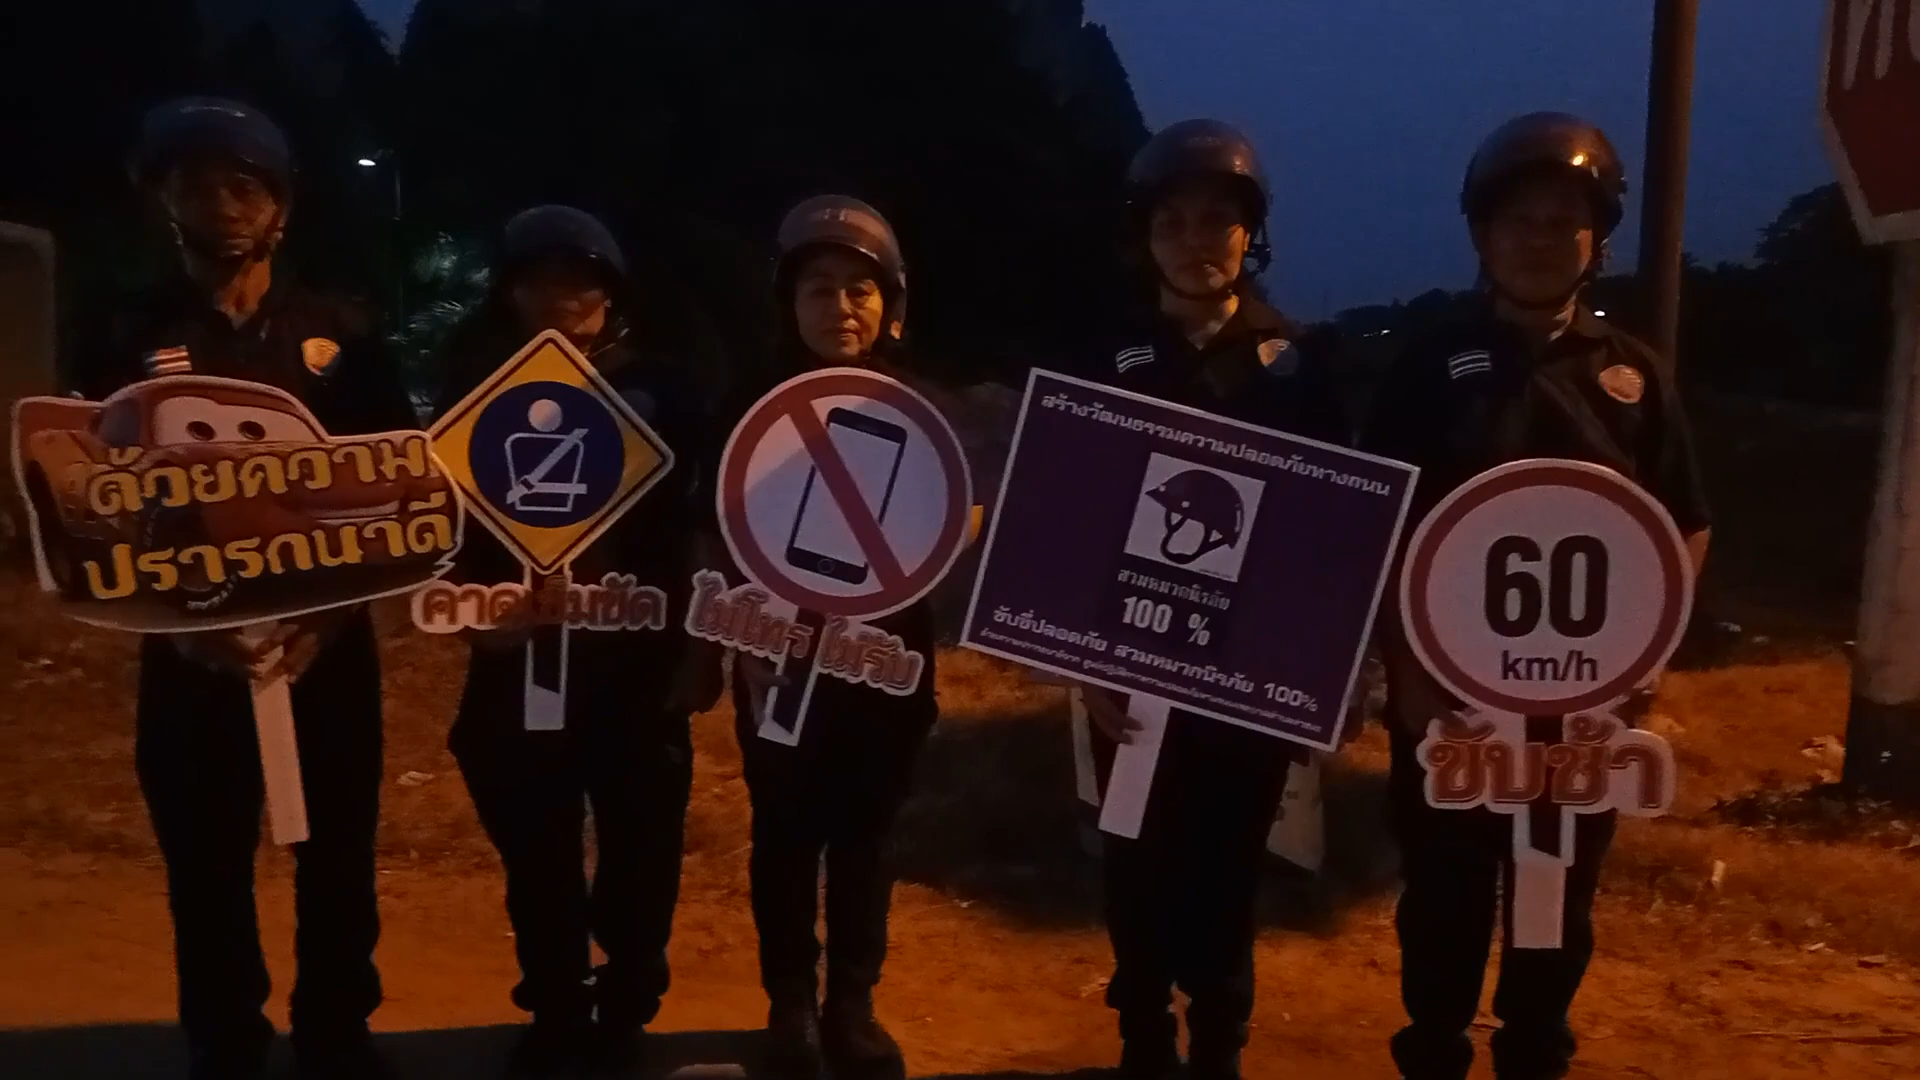 ด้วยความ
ปรารถนาดี
คาดเข็มขัด
ไม่โทร ไม่รับ
สร้างวัฒนธรรมความปลอดภัยทางถนน
สวมหมวกนิรภัย
100 %
ขับขี่ปลอดภัย สวมหมวกนิรภัย 100%
60
km/h
ขับช้า